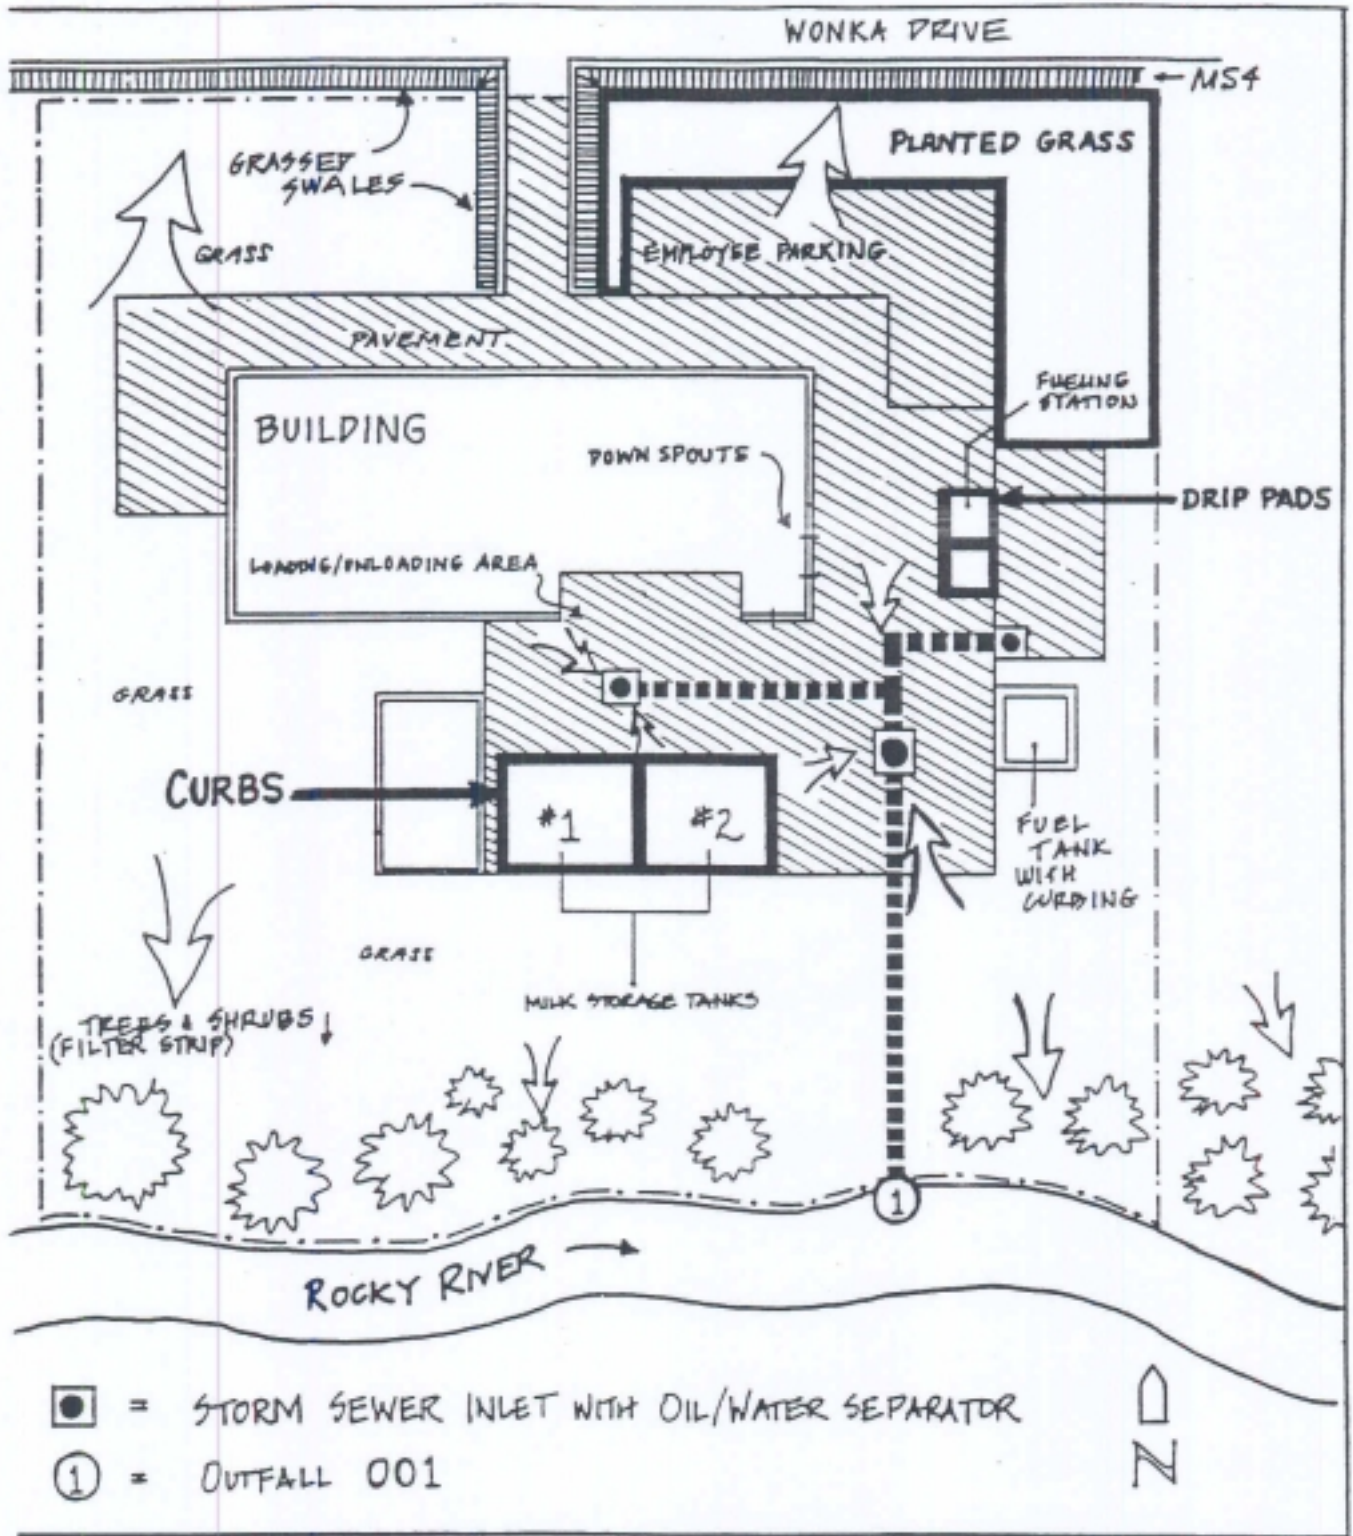 WONKA DRIVE
MS4
PLANTED GRASS
GRASSED
SWALES
GRASS
EMPLOYEE PARKING
PAVEMENT
FUELING
STATION
BUILDING
DOWN SPOUTS
DRIP PADS
LOADING/UNLOADING AREA
GRASS
CURBS
#1
#2
FUEL
TANK
WITH
CURBING
GRASS
MILK STORAGE TANKS
TREES & SHRUBS
(FILTER STRIP)
1
ROCKY RIVER
= STORM SEWER INLET WITH OIL/WATER SEPARATOR
1 = OUTFALL 001
N